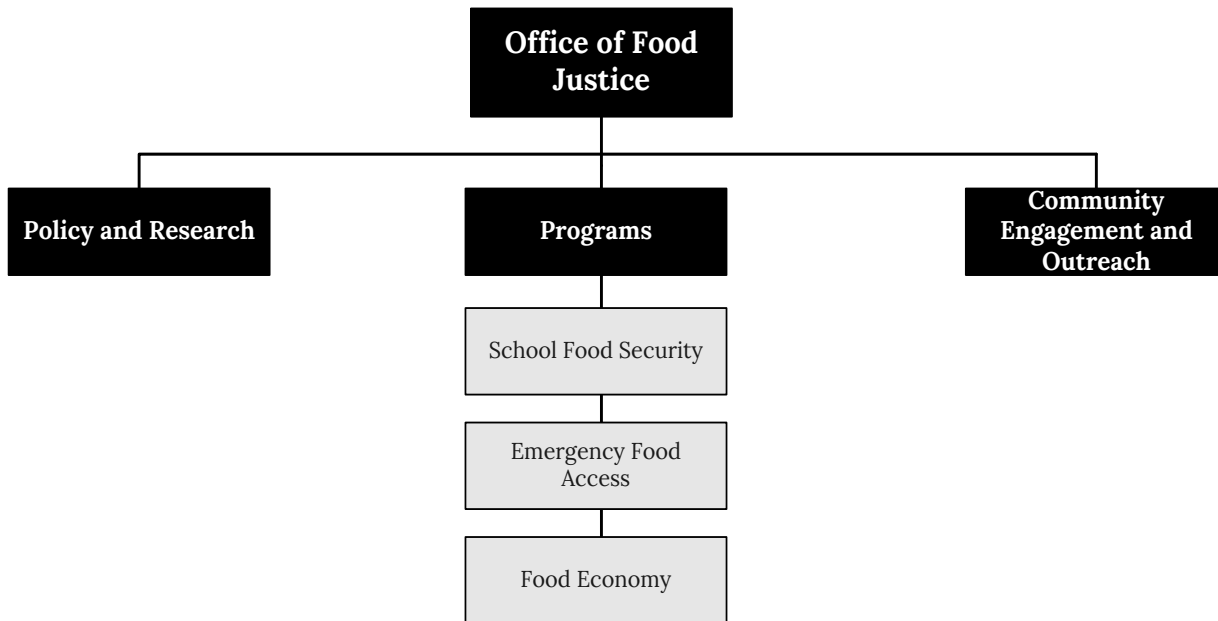 Office of Food
Justice
Policy and Research
Programs
Community
Engagement and
Outreach
School Food Security
Emergency Food
Access
Food Economy